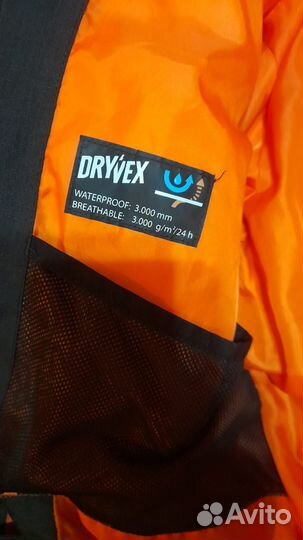 DRYVEX
WATERPROOF: 3.000 mm
BREATHABLE: 3.000 g/m²/24 h
Avito